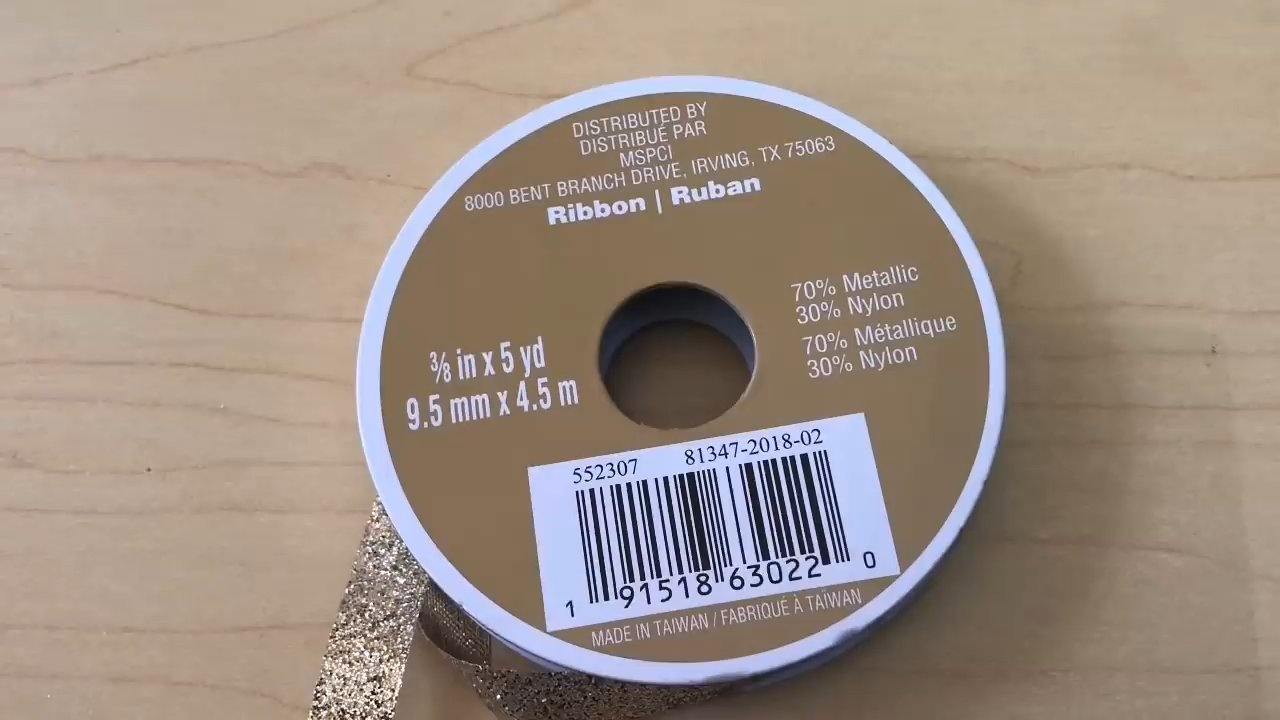 DISTRIBUTED BY
DISTRIBUÉ PAR
MSPCI
8000 BENT BRANCH DRIVE, IRVING, TX 75063
Ribbon | Ruban
70% Metallic
30% Nylon
70% Métallique
30% Nylon
⅜ in x 5 yd
9.5 mm x 4.5 m
552307 81347-2018-02
1 91518 63022 0
MADE IN TAIWAN / FABRIQUÉ À TAÏWAN